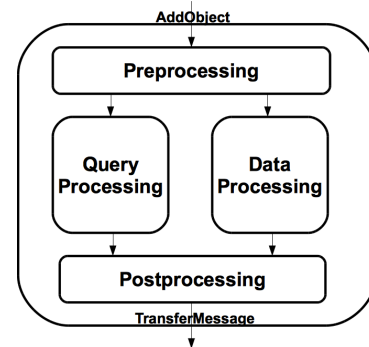 AddObject
Preprocessing
Query
Processing
Data
Processing
Postprocessing
TransferMessage